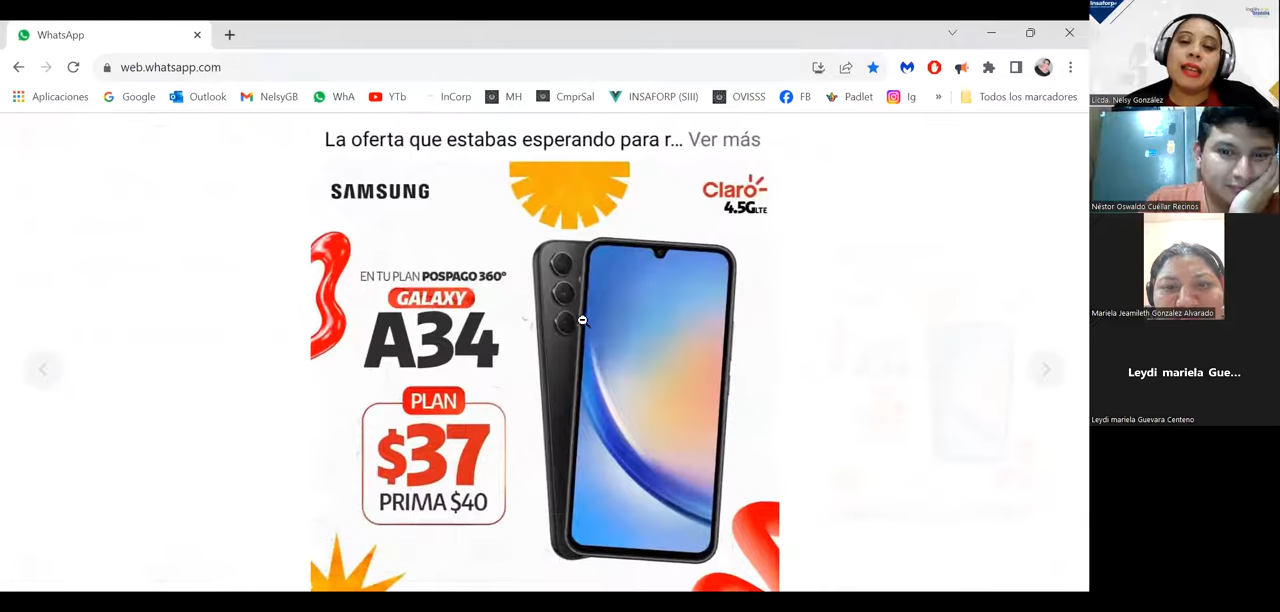 WhatsApp
web.whatsapp.com
Aplicaciones Google Outlook NelsyGB WhA YTb InCorp MH CmprSal INSAFORP (SIII) OVISSS FB Padlet Ig » Todos los marcadores
La oferta que estabas esperando para r... Ver más
SAMSUNG
Claro
4.5G LTE
EN TU PLAN POSPAGO 360°
GALAXY
A34
PLAN
$37
PRIMA $40
Insaforp
Licda. Nelsy González
Néstor Oswaldo Cuéllar Recinos
Mariela Jeamileth Gonzalez Alvarado
Leydi mariela Gue...
Leydi mariela Guevara Centeno